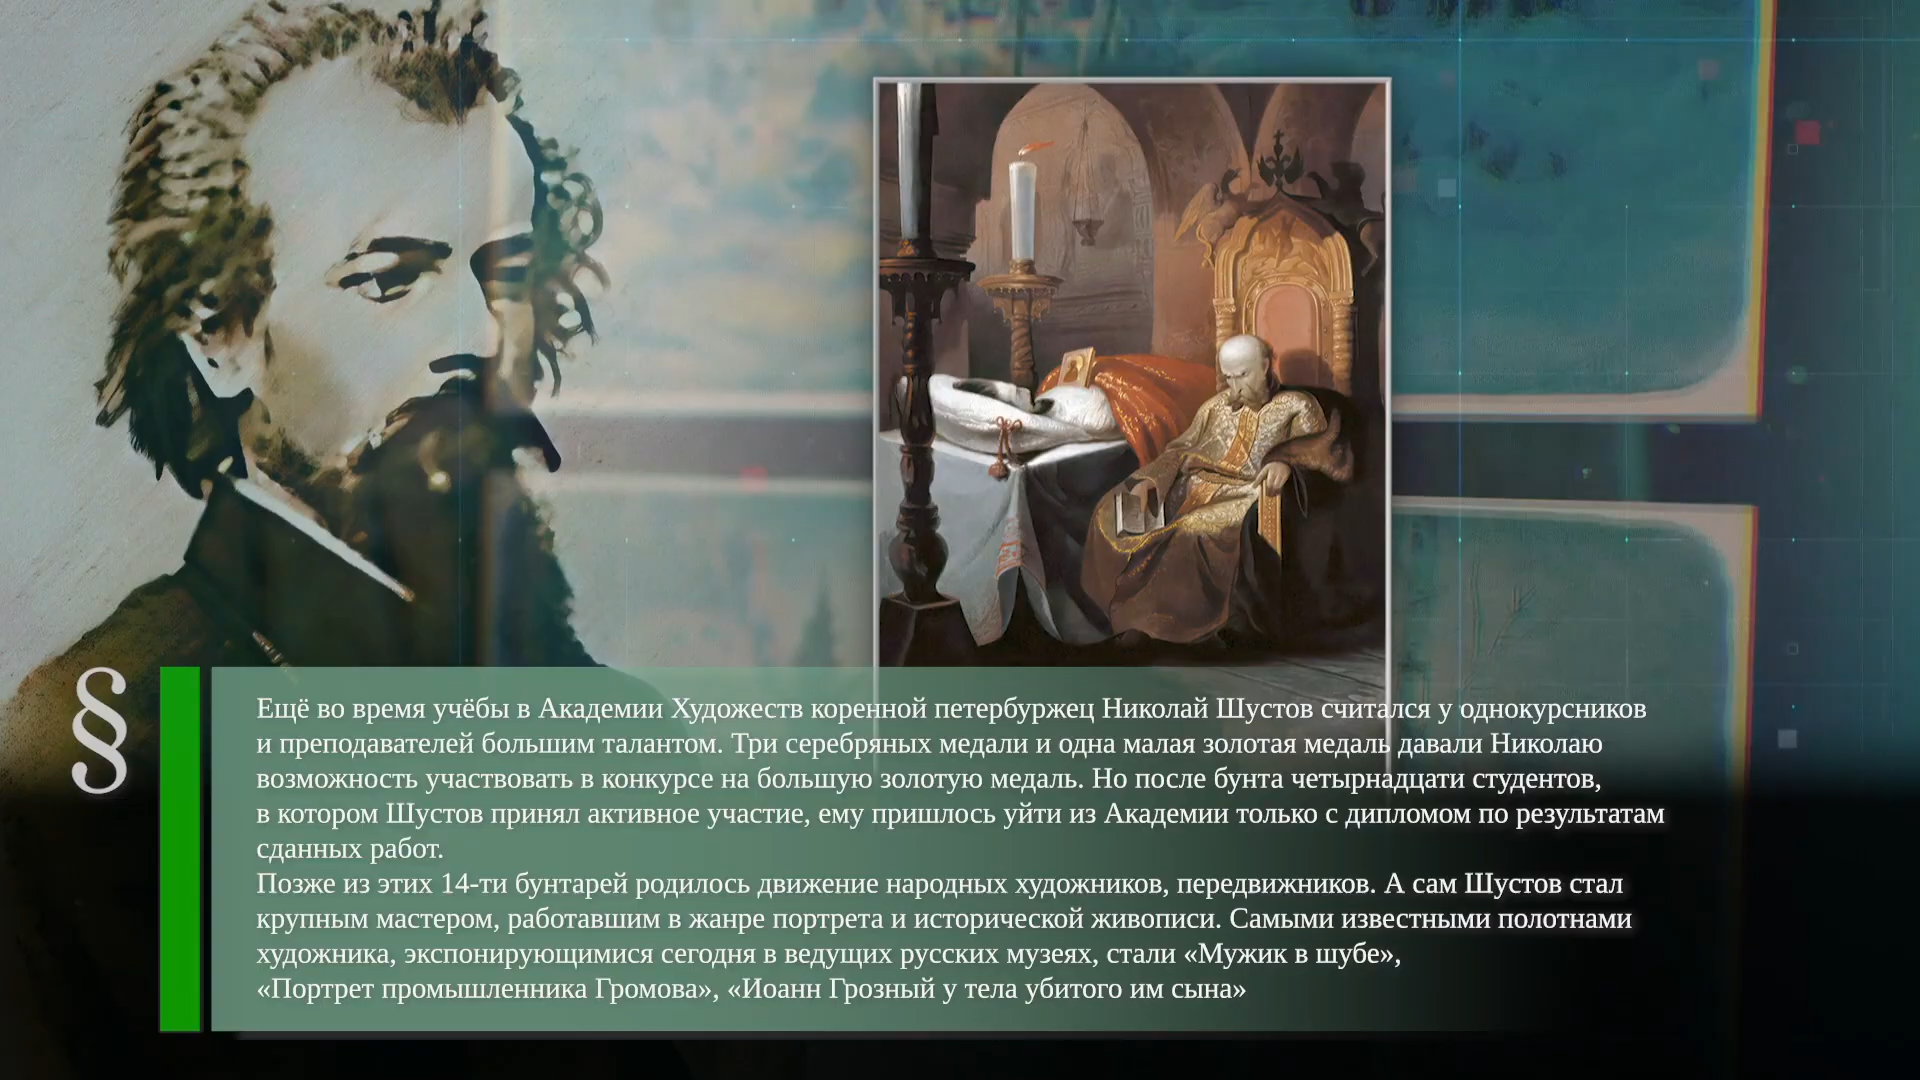 §
Ещё во время учёбы в Академии Художеств коренной петербуржец Николай Шустов считался у однокурсников
и преподавателей большим талантом. Три серебряных медали и одна малая золотая медаль давали Николаю
возможность участвовать в конкурсе на большую золотую медаль. Но после бунта четырнадцати студентов,
в котором Шустов принял активное участие, ему пришлось уйти из Академии только с дипломом по результатам
сданных работ.
Позже из этих 14-ти бунтарей родилось движение народных художников, передвижников. А сам Шустов стал
крупным мастером, работавшим в жанре портрета и исторической живописи. Самыми известными полотнами
художника, экспонирующимися сегодня в ведущих русских музеях, стали «Мужик в шубе»,
«Портрет промышленника Громова», «Иоанн Грозный у тела убитого им сына»